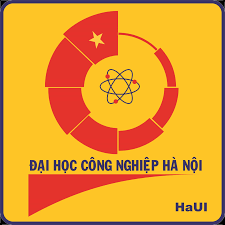 ĐẠI HỌC CÔNG NGHIỆP HÀ NỘI
HaUI